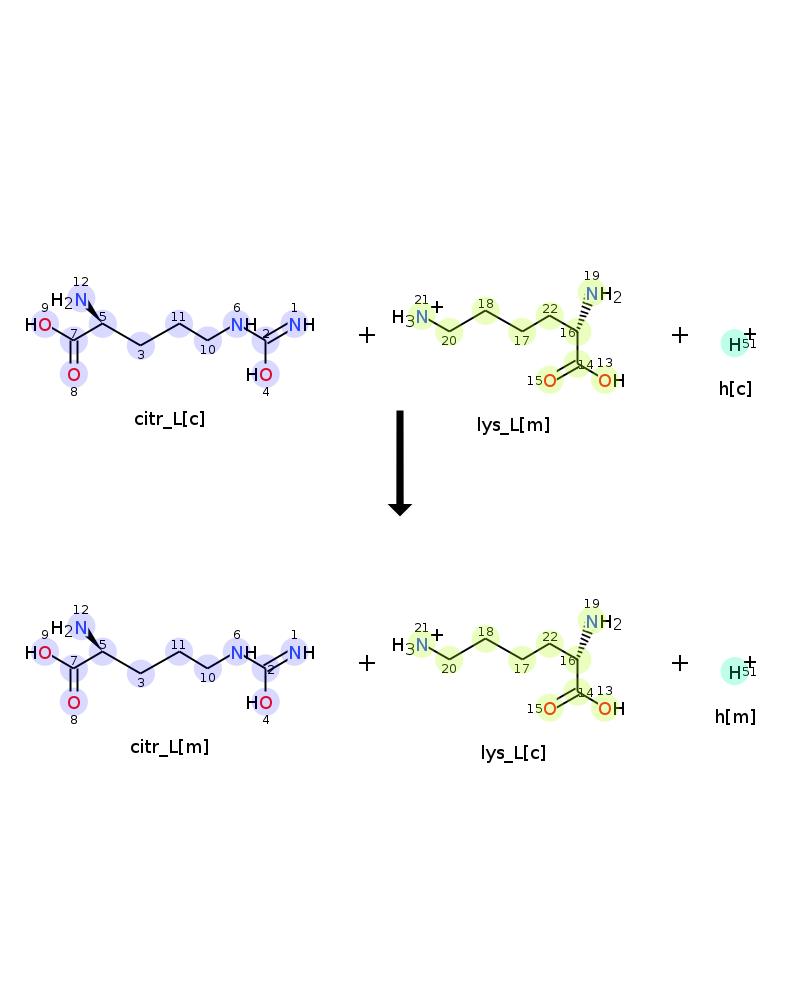 12 H2N 9 HO 7 5 8 O 3 11 10 6 NH 2 1 NH HO 4
+
21 H3N+ 20 18 17 22 16 19 NH2 14 13 OH 15 O
+
H+ 51
citr_L[c]
lys_L[m]
h[c]
12 H2N 9 HO 7 5 8 O 3 11 10 6 NH 2 1 NH HO 4
+
21 H3N+ 20 18 17 22 16 19 NH2 14 13 OH 15 O
+
H+ 51
citr_L[m]
lys_L[c]
h[m]